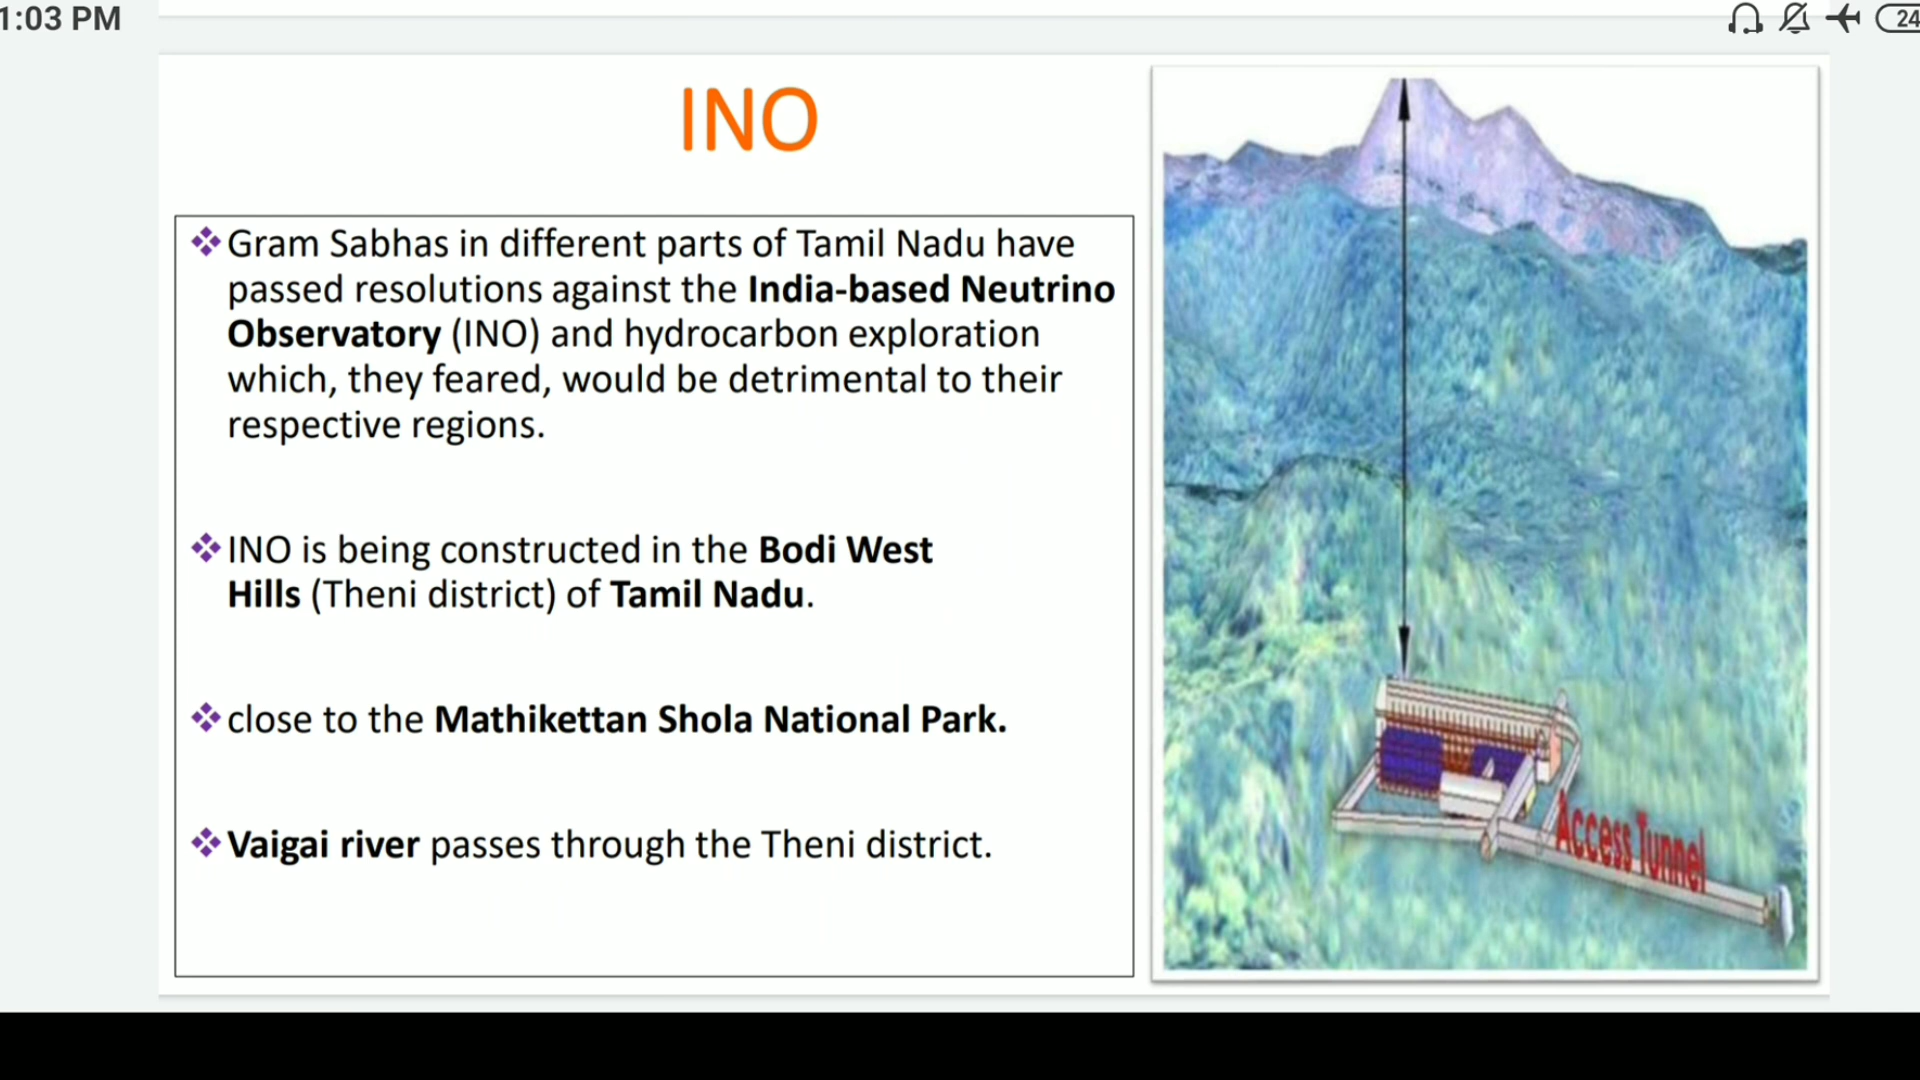 1:03 PM
24
INO
Gram Sabhas in different parts of Tamil Nadu have
passed resolutions against the India-based Neutrino
Observatory (INO) and hydrocarbon exploration
which, they feared, would be detrimental to their
respective regions.
INO is being constructed in the Bodi West
Hills (Theni district) of Tamil Nadu.
close to the Mathikettan Shola National Park.
Vaigai river passes through the Theni district.
Access Tunnel